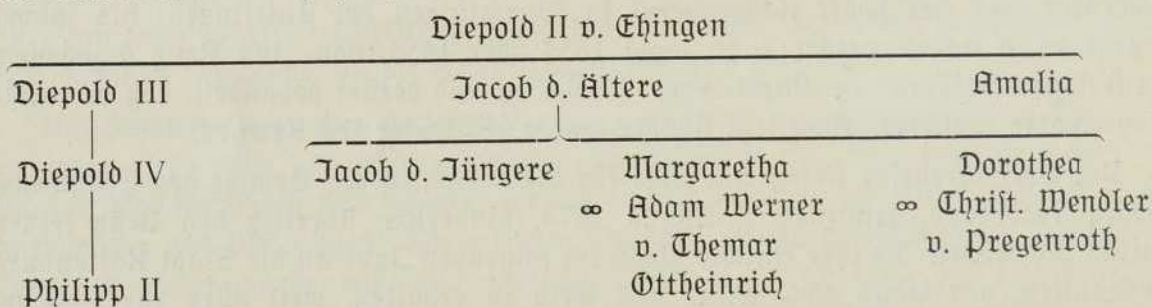 Diepold II v. Ehingen
Diepold III Jacob d. Ältere Amalia
Diepold IV Jacob d. Jüngere Margaretha Dorothea
∞ Adam Werner ∞ Christ. Wendler
v. Themar v. Pregenroth
Philipp II Ottheinrich